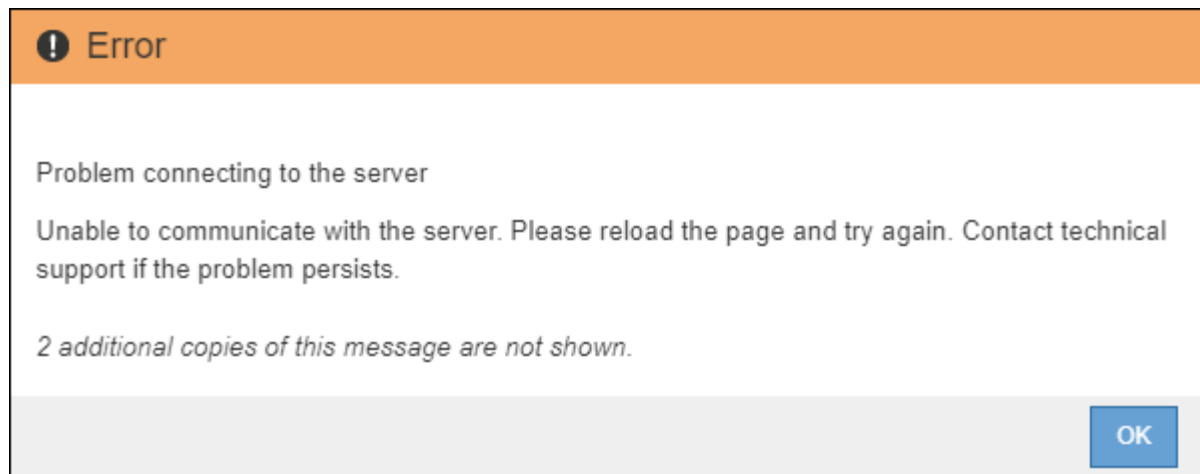 Error
Problem connecting to the server
Unable to communicate with the server. Please reload the page and try again. Contact technical
support if the problem persists.
2 additional copies of this message are not shown.
OK